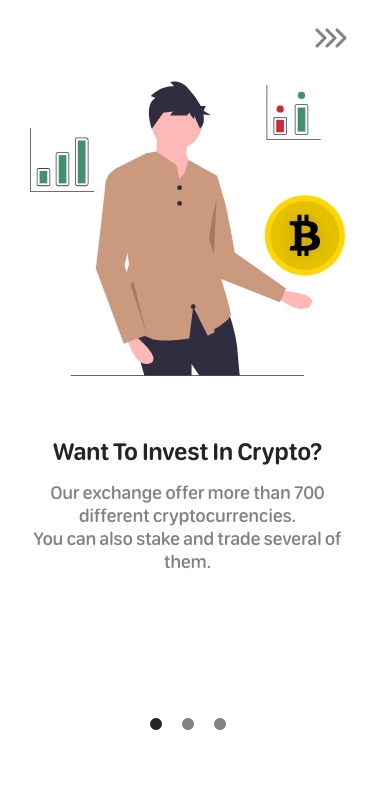 Want To Invest In Crypto?
Our exchange offer more than 700
different cryptocurrencies.
You can also stake and trade several of
them.